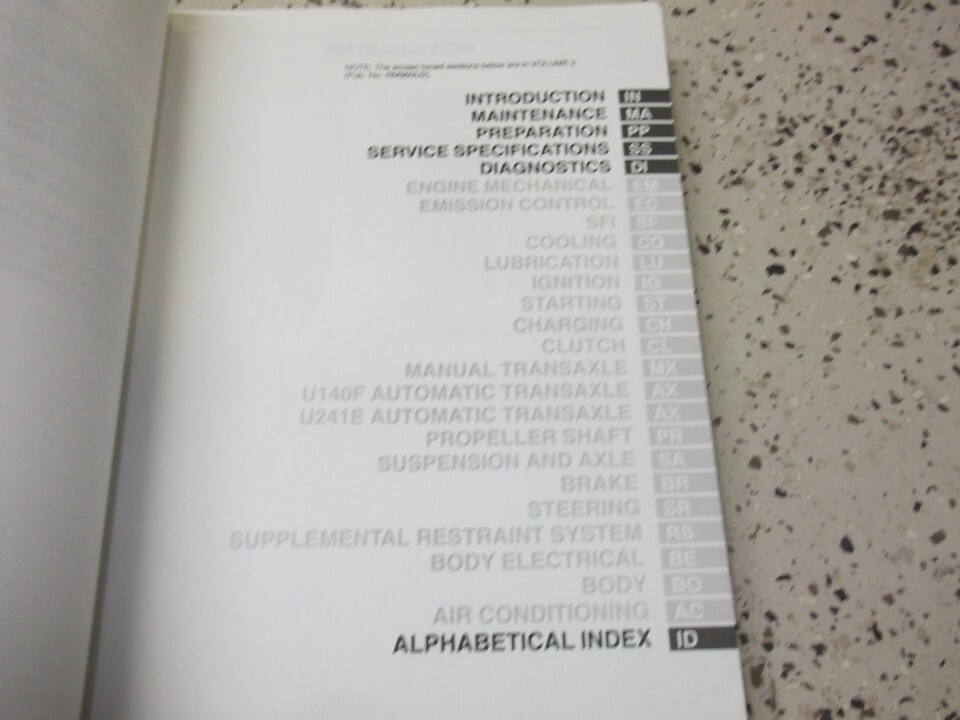 NOTE: The screen toned sections below are in VOLUME 2
(Pub. No.
INTRODUCTION IN
MAINTENANCE MA
PREPARATION PP
SERVICE SPECIFICATIONS SS
DIAGNOSTICS DI
ENGINE MECHANICAL EM
EMISSION CONTROL EC
SFI SF
COOLING CO
LUBRICATION LU
IGNITION IG
STARTING ST
CHARGING CH
CLUTCH CL
MANUAL TRANSAXLE MX
U140F AUTOMATIC TRANSAXLE AX
U241E AUTOMATIC TRANSAXLE AX
PROPELLER SHAFT PR
SUSPENSION AND AXLE SA
BRAKE BR
STEERING SR
SUPPLEMENTAL RESTRAINT SYSTEM RS
BODY ELECTRICAL BE
BODY BO
AIR CONDITIONING AC
ALPHABETICAL INDEX ID